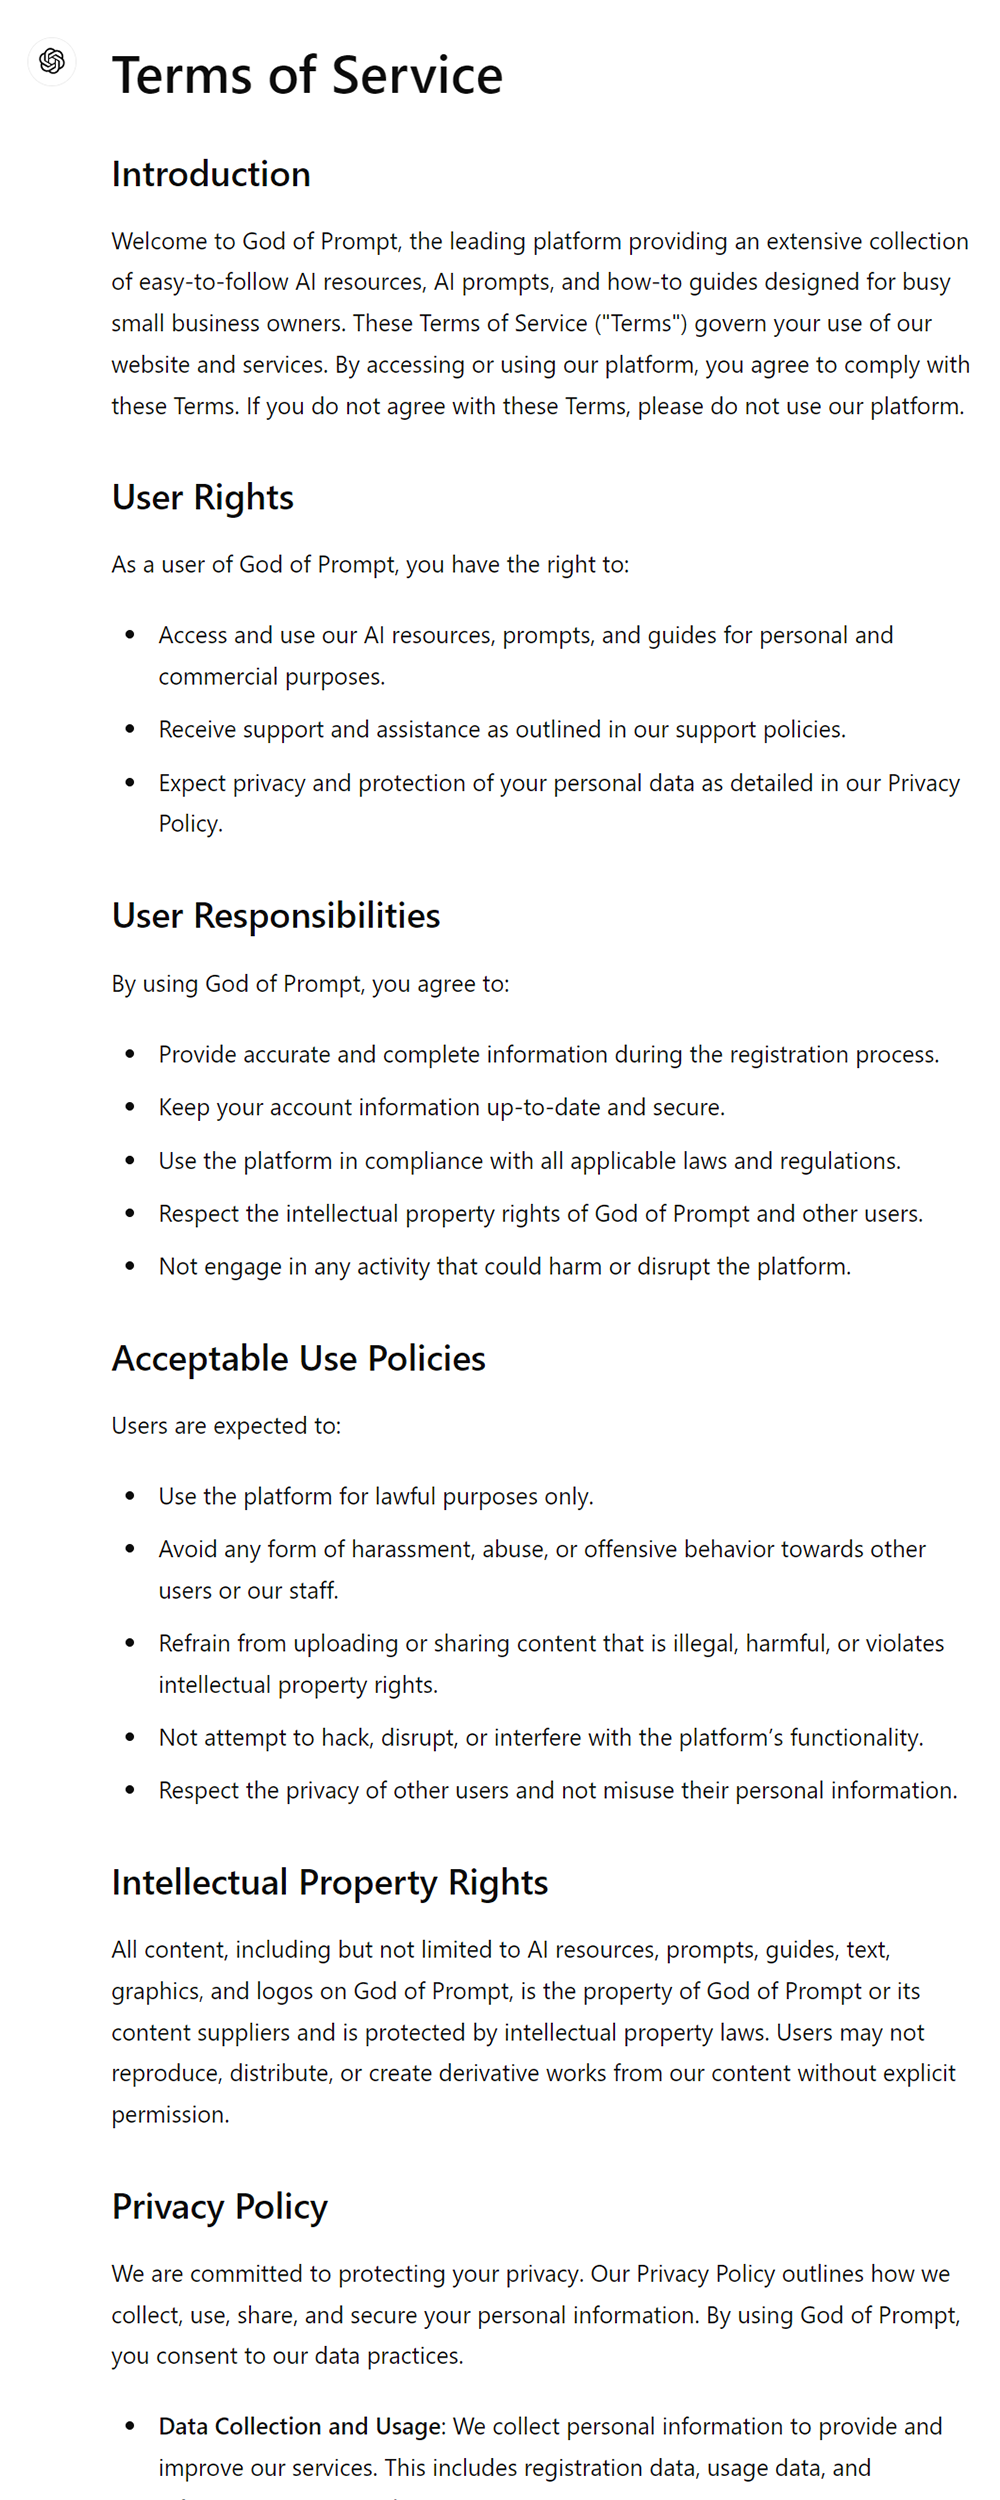 Terms of Service
Introduction
Welcome to God of Prompt, the leading platform providing an extensive collection
of easy-to-follow AI resources, AI prompts, and how-to guides designed for busy
small business owners. These Terms of Service ("Terms") govern your use of our
website and services. By accessing or using our platform, you agree to comply with
these Terms. If you do not agree with these Terms, please do not use our platform.
User Rights
As a user of God of Prompt, you have the right to:
• Access and use our AI resources, prompts, and guides for personal and
commercial purposes.
• Receive support and assistance as outlined in our support policies.
• Expect privacy and protection of your personal data as detailed in our Privacy
Policy.
User Responsibilities
By using God of Prompt, you agree to:
• Provide accurate and complete information during the registration process.
• Keep your account information up-to-date and secure.
• Use the platform in compliance with all applicable laws and regulations.
• Respect the intellectual property rights of God of Prompt and other users.
• Not engage in any activity that could harm or disrupt the platform.
Acceptable Use Policies
Users are expected to:
• Use the platform for lawful purposes only.
• Avoid any form of harassment, abuse, or offensive behavior towards other
users or our staff.
• Refrain from uploading or sharing content that is illegal, harmful, or violates
intellectual property rights.
• Not attempt to hack, disrupt, or interfere with the platform’s functionality.
• Respect the privacy of other users and not misuse their personal information.
Intellectual Property Rights
All content, including but not limited to AI resources, prompts, guides, text,
graphics, and logos on God of Prompt, is the property of God of Prompt or its
content suppliers and is protected by intellectual property laws. Users may not
reproduce, distribute, or create derivative works from our content without explicit
permission.
Privacy Policy
We are committed to protecting your privacy. Our Privacy Policy outlines how we
collect, use, share, and secure your personal information. By using God of Prompt,
you consent to our data practices.
• Data Collection and Usage: We collect personal information to provide and
improve our services. This includes registration data, usage data, and